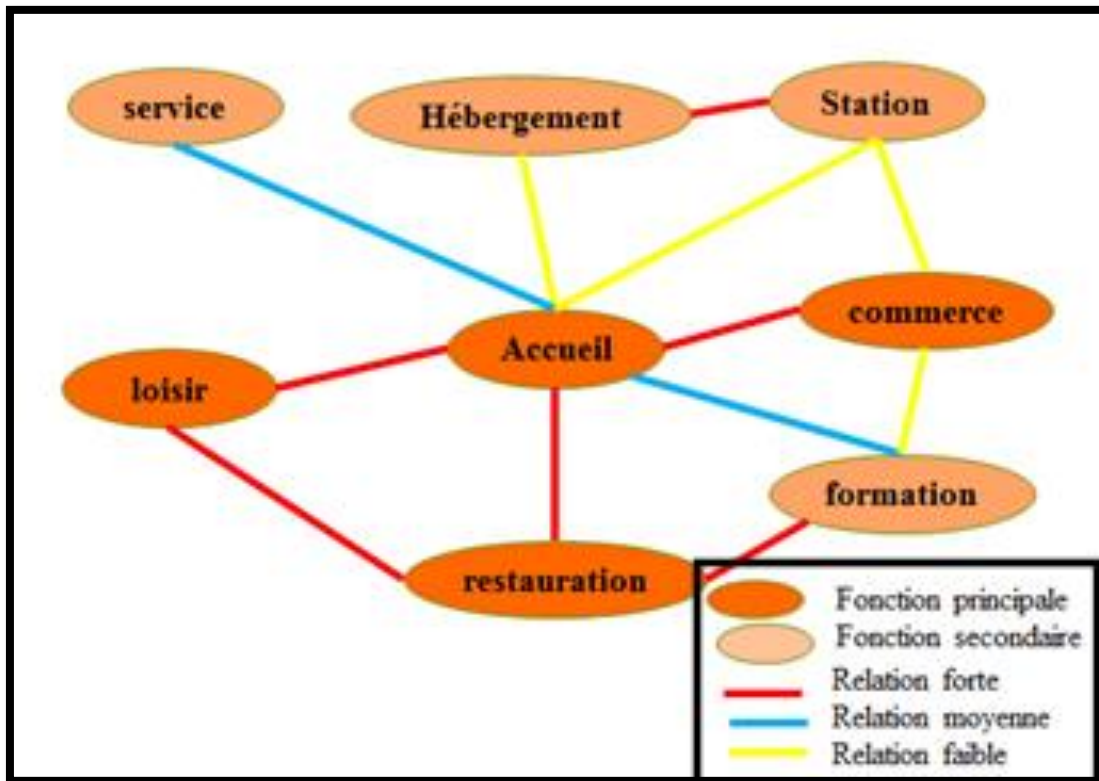 service
Hébergement
Station
commerce
Accueil
loisir
formation
restauration
Fonction principale
Fonction secondaire
Relation forte
Relation moyenne
Relation faible